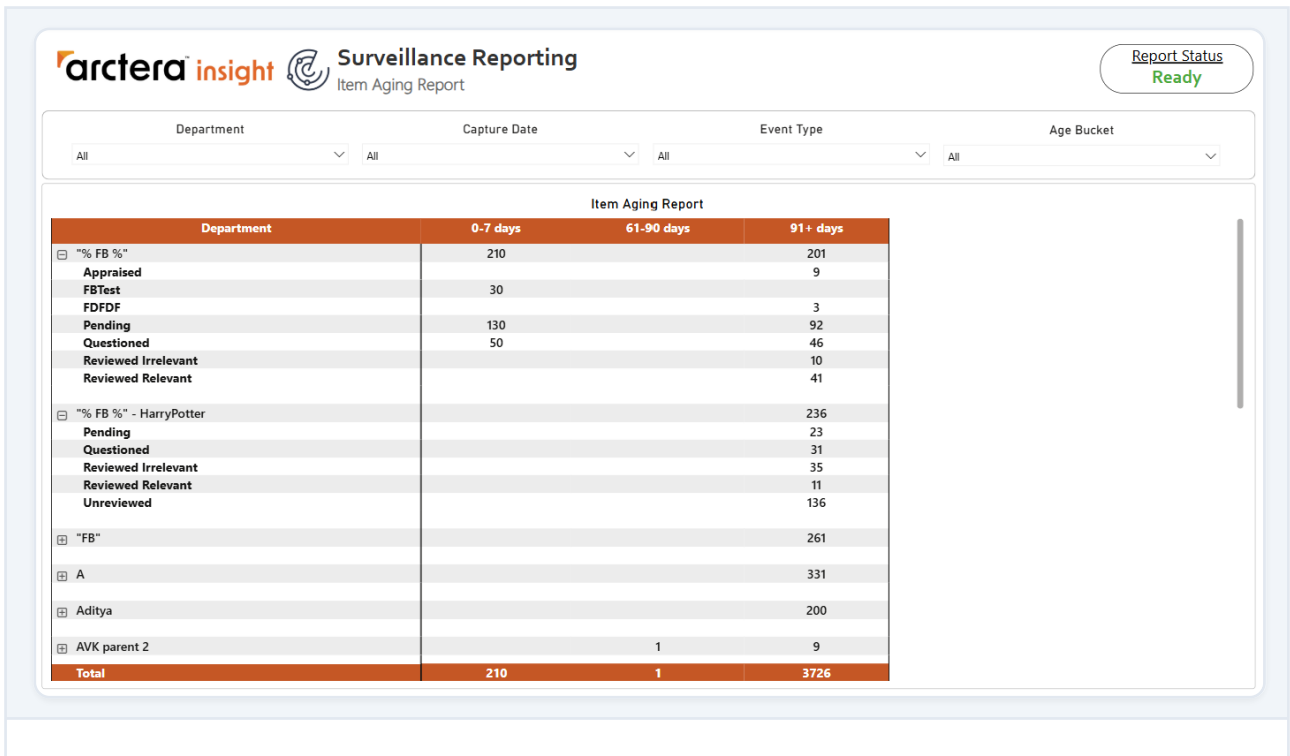 arctera™ insight Surveillance Reporting
Item Aging Report
Report Status
Ready
Department Capture Date Event Type Age Bucket
All All All All
Item Aging Report
Department 0-7 days 61-90 days 91+ days
"% FB %" 210 201
Appraised 9
FBTest 30
FDFDF 3
Pending 130 92
Questioned 50 46
Reviewed Irrelevant 10
Reviewed Relevant 41
"% FB %" - HarryPotter 236
Pending 23
Questioned 31
Reviewed Irrelevant 35
Reviewed Relevant 11
Unreviewed 136
"FB" 261
A 331
Aditya 200
AVK parent 2 1 9
Total 210 1 3726